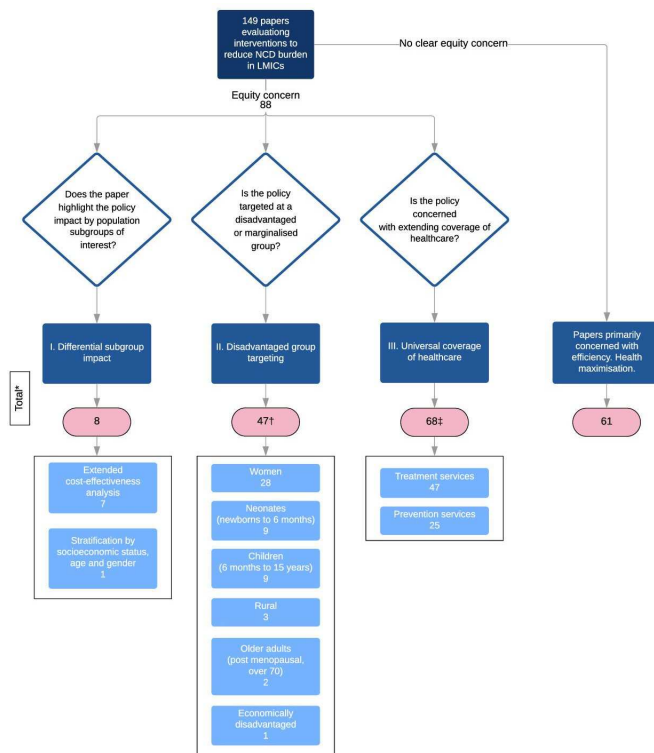 149 papers
evaluationg
interventions to
reduce NCD burden
in LMICs
No clear equity concern
Equity concern
88
Does the paper
highlight the policy
impact by population
subgroups of
interest?
Is the policy
targeted at a
disadvantaged
or marginalised
group?
Is the policy
concerned
with extending coverage of
healthcare?
I. Differential subgroup
impact
II. Disadvantaged group
targeting
III. Universal coverage
of healthcare
Papers primarily
concerned with
efficiency. Health
maximisation.
Total*
8
47†
68‡
61
Extended
cost-effectiveness
analysis
7
Stratification by
socioeconomic status,
age and gender
1
Women
28
Neonates
(newborns to 6 months)
9
Children
(6 months to 15 years)
9
Rural
3
Older adults
(post menopausal,
over 70)
2
Economically
disadvantaged
1
Treatment services
47
Prevention services
25